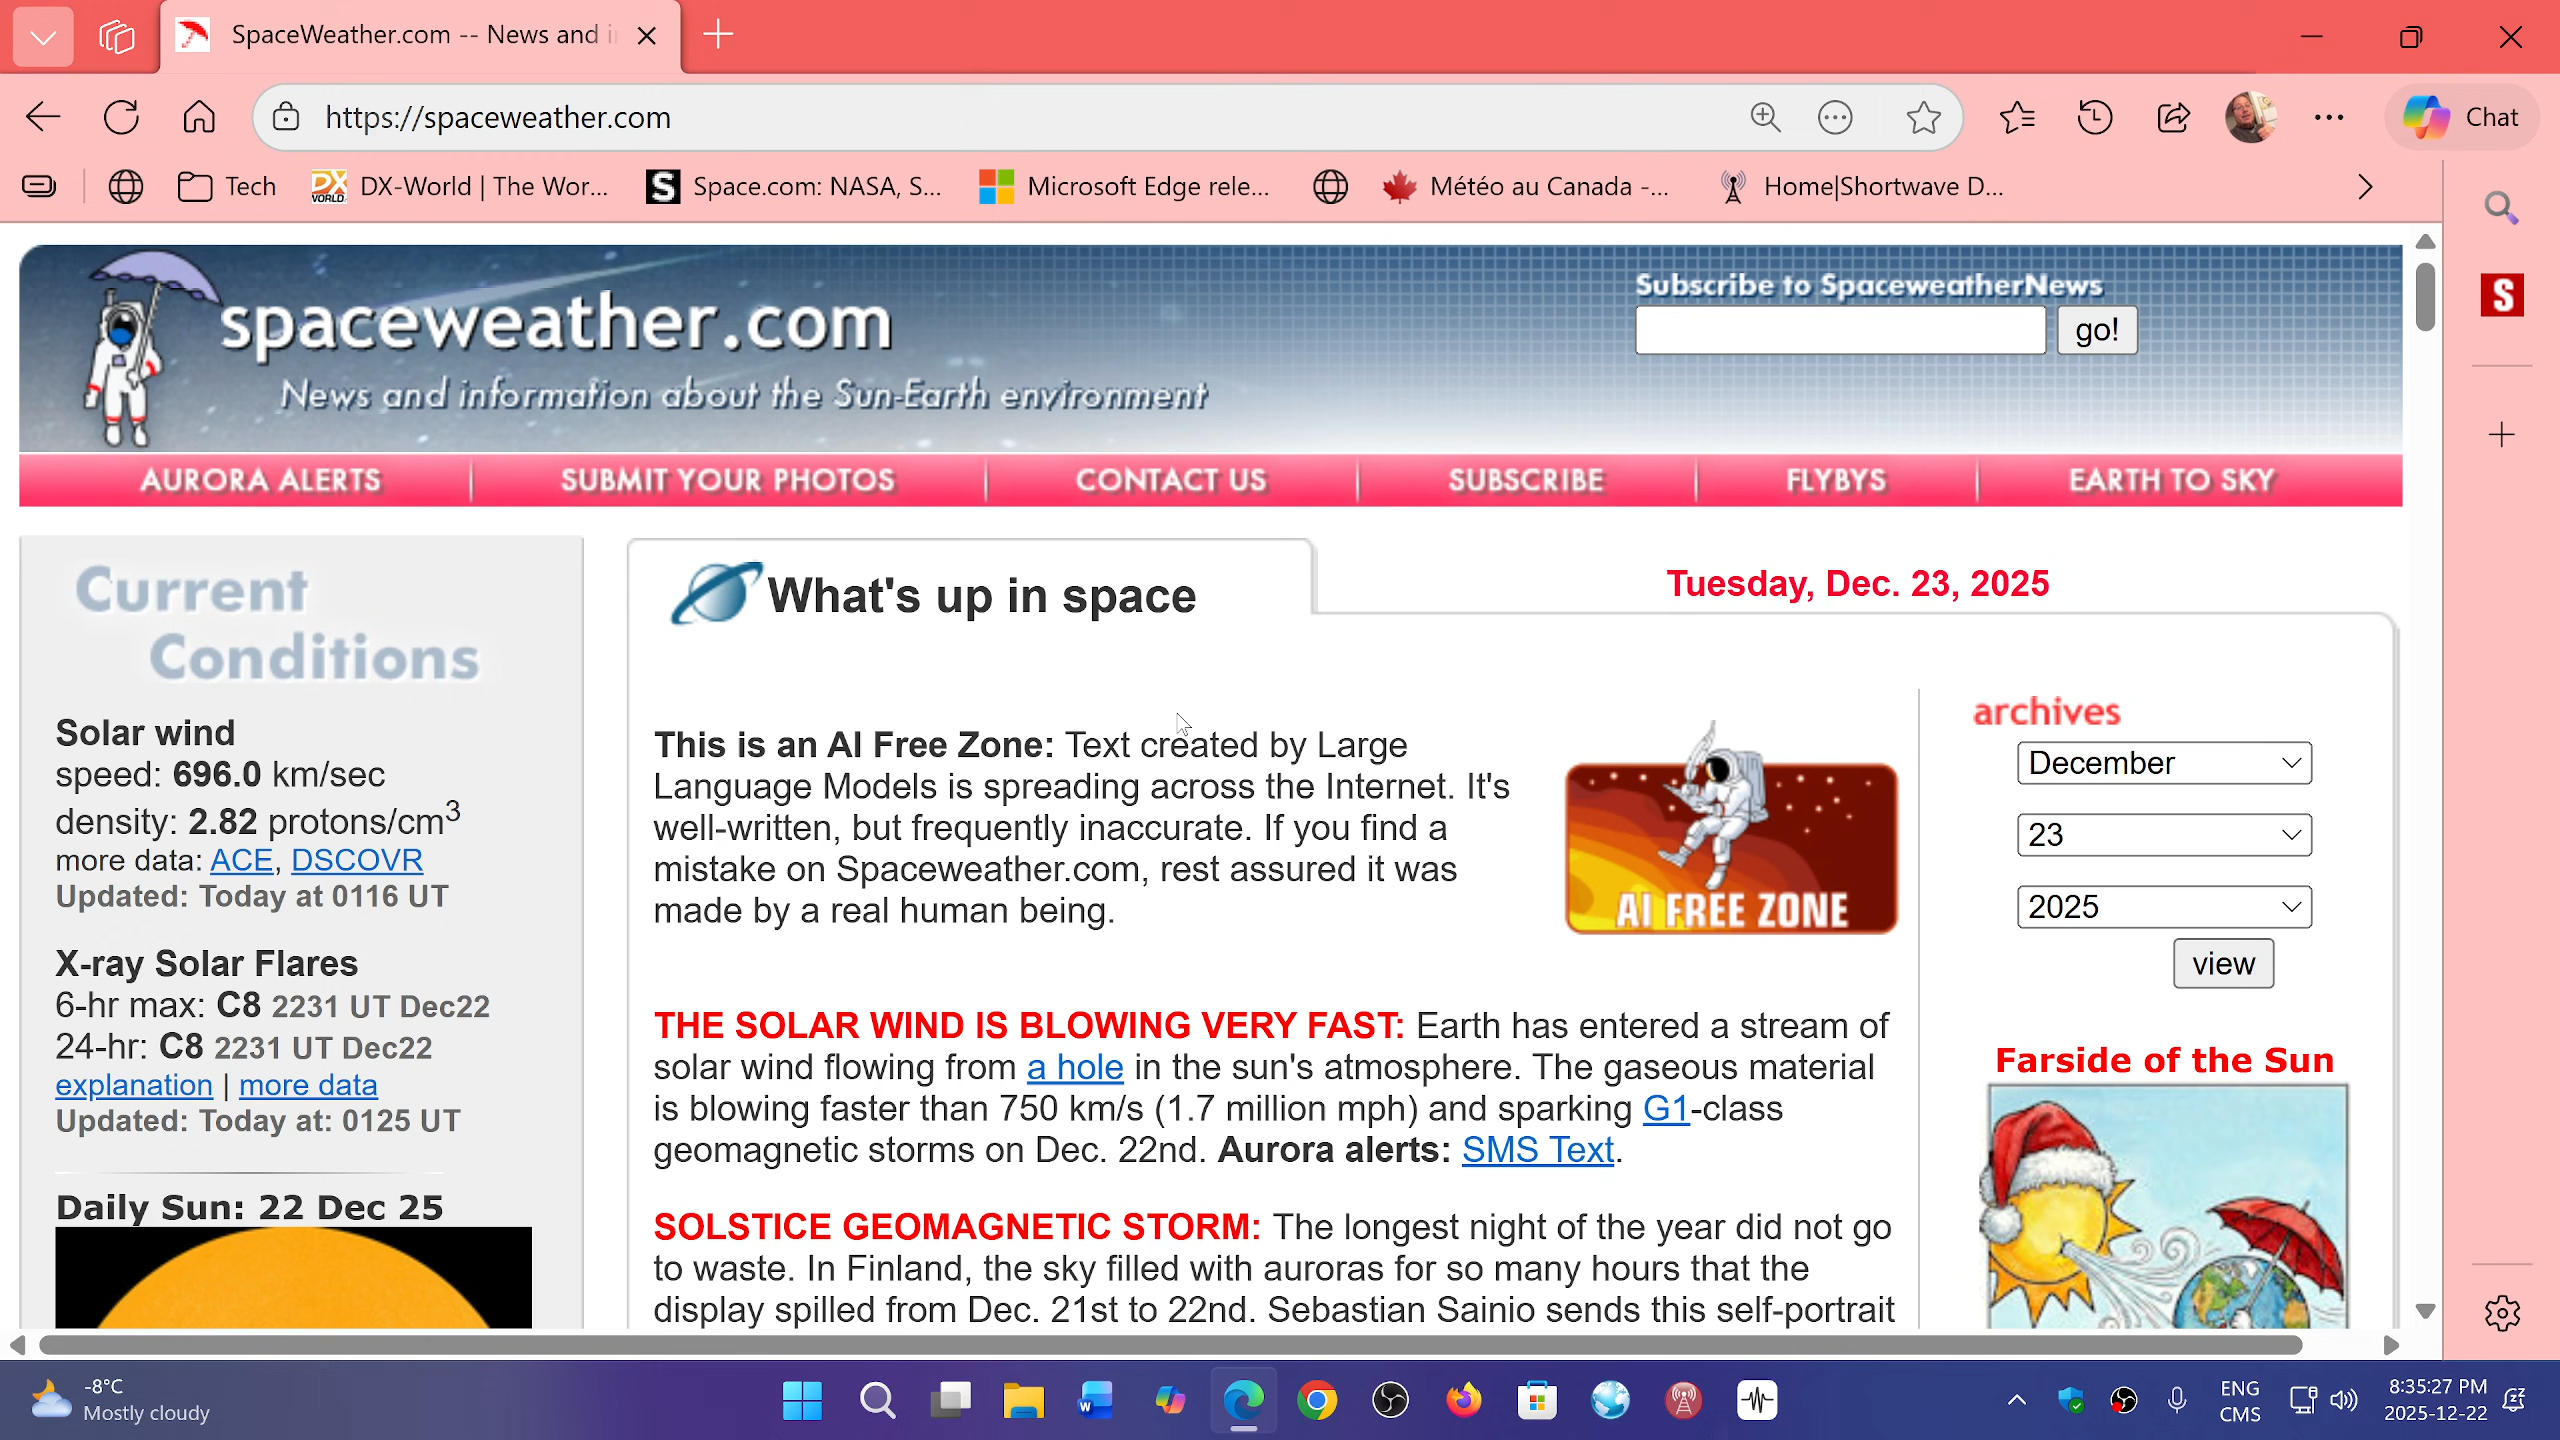 SpaceWeather.com -- News and i
https://spaceweather.com
Chat
Tech
DX-World | The Wor...
Space.com: NASA, S...
Microsoft Edge rele...
Météo au Canada -...
Home|Shortwave D...
spaceweather.com
News and information about the Sun-Earth environment
Subscribe to SpaceweatherNews
go!
AURORA ALERTS
SUBMIT YOUR PHOTOS
CONTACT US
SUBSCRIBE
FLYBYS
EARTH TO SKY
Current
Conditions
Solar wind
speed: 696.0 km/sec
density: 2.82 protons/cm3
more data: ACE, DSCOVR
Updated: Today at 0116 UT
X-ray Solar Flares
6-hr max: C8 2231 UT Dec22
24-hr: C8 2231 UT Dec22
explanation | more data
Updated: Today at: 0125 UT
Daily Sun: 22 Dec 25
What's up in space
Tuesday, Dec. 23, 2025
This is an AI Free Zone: Text created by Large
Language Models is spreading across the Internet. It's
well-written, but frequently inaccurate. If you find a
mistake on Spaceweather.com, rest assured it was
made by a real human being.
AI FREE ZONE
THE SOLAR WIND IS BLOWING VERY FAST: Earth has entered a stream of
solar wind flowing from a hole in the sun's atmosphere. The gaseous material
is blowing faster than 750 km/s (1.7 million mph) and sparking G1-class
geomagnetic storms on Dec. 22nd. Aurora alerts: SMS Text.
SOLSTICE GEOMAGNETIC STORM: The longest night of the year did not go
to waste. In Finland, the sky filled with auroras for so many hours that the
display spilled from Dec. 21st to 22nd. Sebastian Sainio sends this self-portrait
archives
December
23
2025
view
Farside of the Sun
-8°C
Mostly cloudy
ENG
CMS
8:35:27 PM
2025-12-22